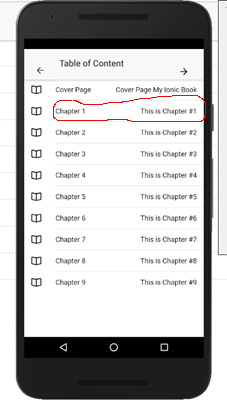 Table of Content
Cover Page Cover Page My Ionic Book
Chapter 1 This is Chapter #1
Chapter 2 This is Chapter #2
Chapter 3 This is Chapter #3
Chapter 4 This is Chapter #4
Chapter 5 This is Chapter #5
Chapter 6 This is Chapter #6
Chapter 7 This is Chapter #7
Chapter 8 This is Chapter #8
Chapter 9 This is Chapter #9